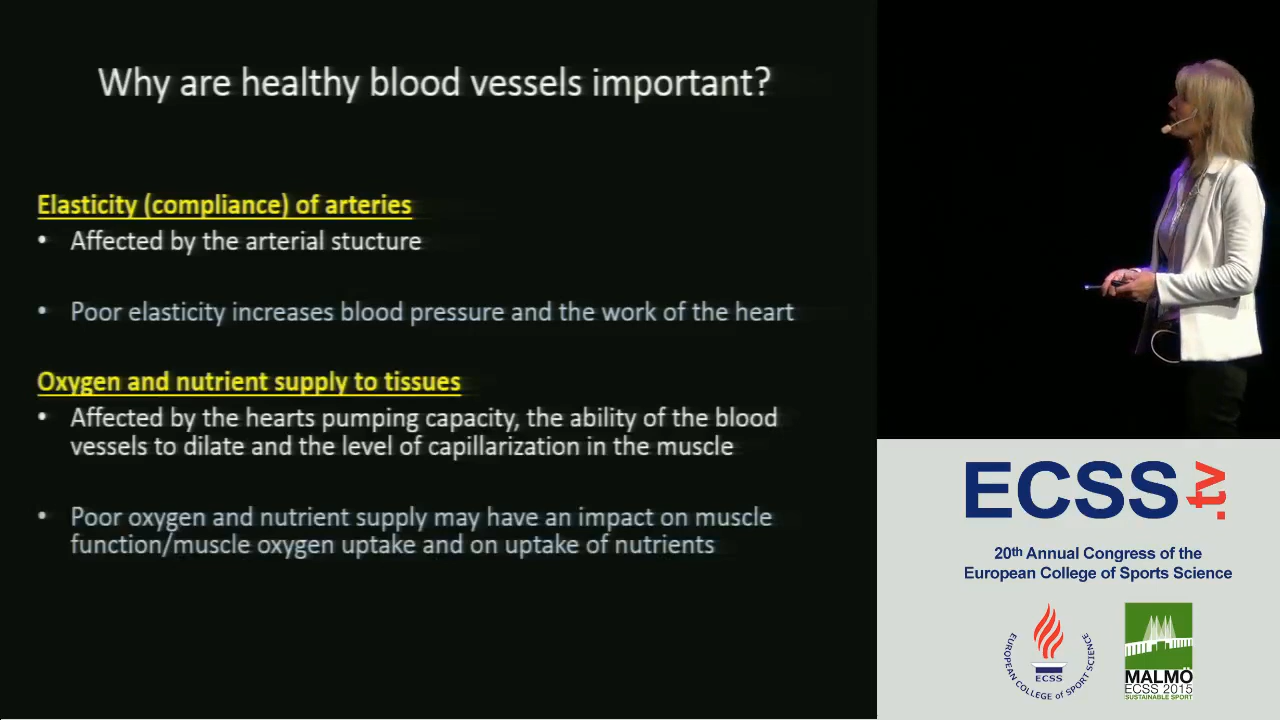 Why are healthy blood vessels important?
Elasticity (compliance) of arteries
• Affected by the arterial stucture
• Poor elasticity increases blood pressure and the work of the heart
Oxygen and nutrient supply to tissues
• Affected by the hearts pumping capacity, the ability of the blood
vessels to dilate and the level of capillarization in the muscle
• Poor oxygen and nutrient supply may have an impact on muscle
function/muscle oxygen uptake and on uptake of nutrients
ECSS.tv
20th Annual Congress of the
European College of Sports Science
EUROPEAN COLLEGE OF SPORT SCIENCE
ECSS
MALMÖ
ECSS 2015
SUSTAINABLE SPORT